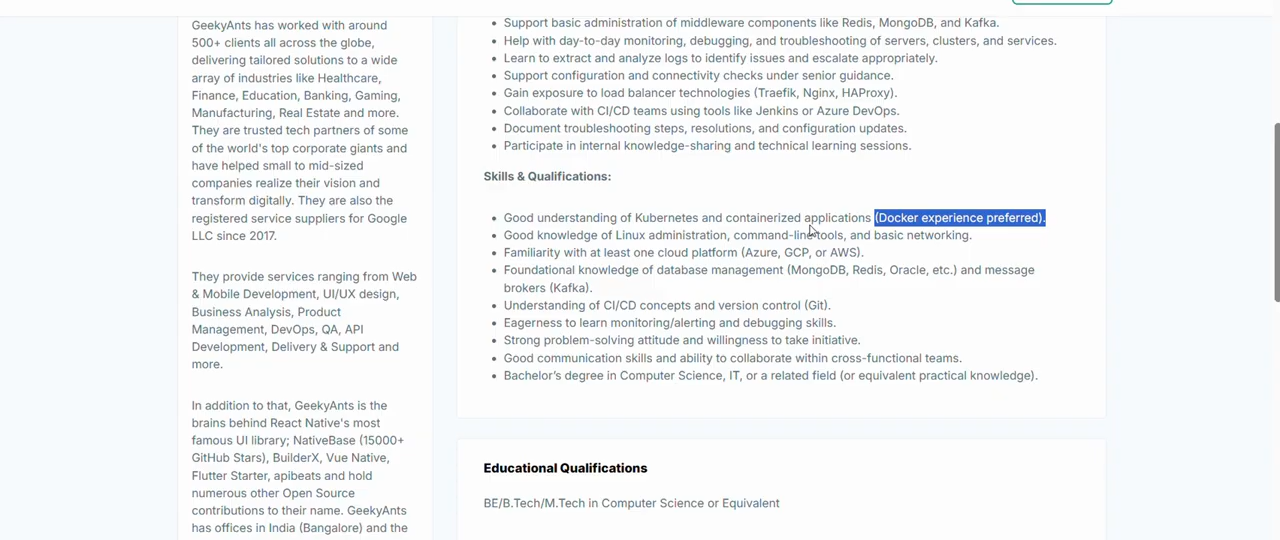 GeekyAnts has worked with around
500+ clients all across the globe,
delivering tailored solutions to a wide
array of industries like Healthcare,
Finance, Education, Banking, Gaming,
Manufacturing, Real Estate and more.
They are trusted tech partners of some
of the world's top corporate giants and
have helped small to mid-sized
companies realize their vision and
transform digitally. They are also the
registered service suppliers for Google
LLC since 2017.
They provide services ranging from Web
& Mobile Development, UI/UX design,
Business Analysis, Product
Management, DevOps, QA, API
Development, Delivery & Support and
more.
In addition to that, GeekyAnts is the
brains behind React Native's most
famous UI library; NativeBase (15000+
GitHub Stars), BuilderX, Vue Native,
Flutter Starter, apibeats and hold
numerous other Open Source
contributions to their name. GeekyAnts
has offices in India (Bangalore) and the
• Support basic administration of middleware components like Redis, MongoDB, and Kafka.
• Help with day-to-day monitoring, debugging, and troubleshooting of servers, clusters, and services.
• Learn to extract and analyze logs to identify issues and escalate appropriately.
• Support configuration and connectivity checks under senior guidance.
• Gain exposure to load balancer technologies (Traefik, Nginx, HAProxy).
• Collaborate with CI/CD teams using tools like Jenkins or Azure DevOps.
• Document troubleshooting steps, resolutions, and configuration updates.
• Participate in internal knowledge-sharing and technical learning sessions.
Skills & Qualifications:
• Good understanding of Kubernetes and containerized applications (Docker experience preferred).
• Good knowledge of Linux administration, command-line tools, and basic networking.
• Familiarity with at least one cloud platform (Azure, GCP, or AWS).
• Foundational knowledge of database management (MongoDB, Redis, Oracle, etc.) and message
brokers (Kafka).
• Understanding of CI/CD concepts and version control (Git).
• Eagerness to learn monitoring/alerting and debugging skills.
• Strong problem-solving attitude and willingness to take initiative.
• Good communication skills and ability to collaborate within cross-functional teams.
• Bachelor’s degree in Computer Science, IT, or a related field (or equivalent practical knowledge).
Educational Qualifications
BE/B.Tech/M.Tech in Computer Science or Equivalent